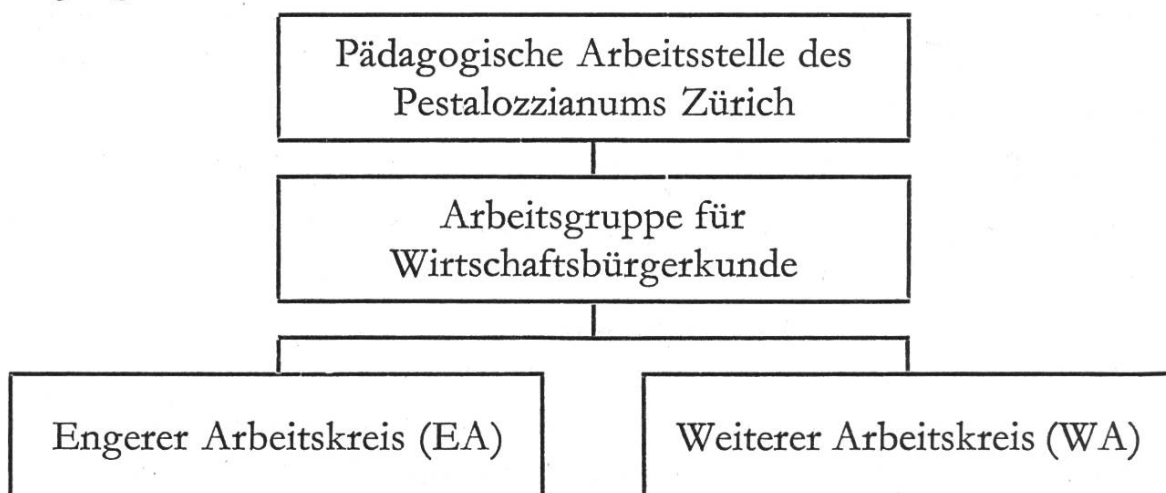 Pädagogische Arbeitsstelle des
Pestalozzianums Zürich
Arbeitsgruppe für
Wirtschaftsbürgerkunde
Engerer Arbeitskreis (EA)
Weiterer Arbeitskreis (WA)